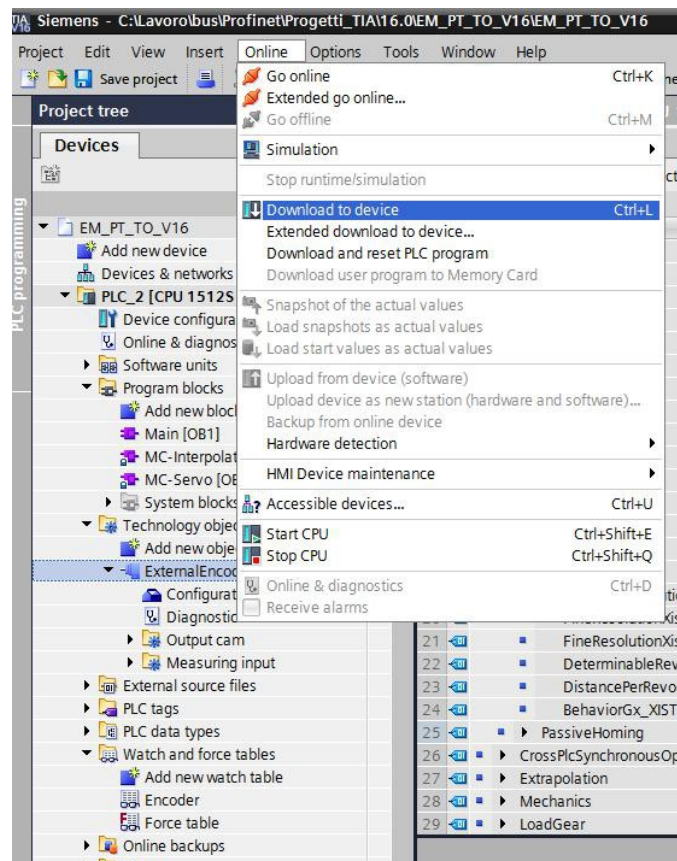 Siemens - C:\Lavoro\bus\Profinet\Progetti_TIA\16.0\EM_PT_TO_V16\EM_PT_TO_V16
Project Edit View Insert Online Options Tools Window Help
Save project
Project tree
Devices
PLC programming
EM_PT_TO_V16
Add new device
Devices & networks
PLC_2 [CPU 1512S
Device configura
Online & diagnos
Software units
Program blocks
Add new bloc
Main [OB1]
MC-Interpolat
MC-Servo [OB
System blocks
Technology objec
Add new obje
ExternalEncod
Configurat
Diagnostic
Output cam
Measuring input
External source files
PLC tags
PLC data types
Watch and force tables
Add new watch table
Encoder
Force table
Online backups
Go online Ctrl+K
Extended go online...
Go offline Ctrl+M
Simulation
Stop runtime/simulation
Download to device Ctrl+L
Extended download to device...
Download and reset PLC program
Download user program to Memory Card
Snapshot of the actual values
Load snapshots as actual values
Load start values as actual values
Upload from device (software)
Upload device as new station (hardware and software)...
Backup from online device
Hardware detection
HMI Device maintenance
Accessible devices... Ctrl+U
Start CPU Ctrl+Shift+E
Stop CPU Ctrl+Shift+Q
Online & diagnostics Ctrl+D
Receive alarms
21 FineResolutionXis
22 DeterminableRev
23 DistancePerRevo
24 BehaviorGx_XIST
25 PassiveHoming
26 CrossPlcSynchronousOp
27 Extrapolation
28 Mechanics
29 LoadGear